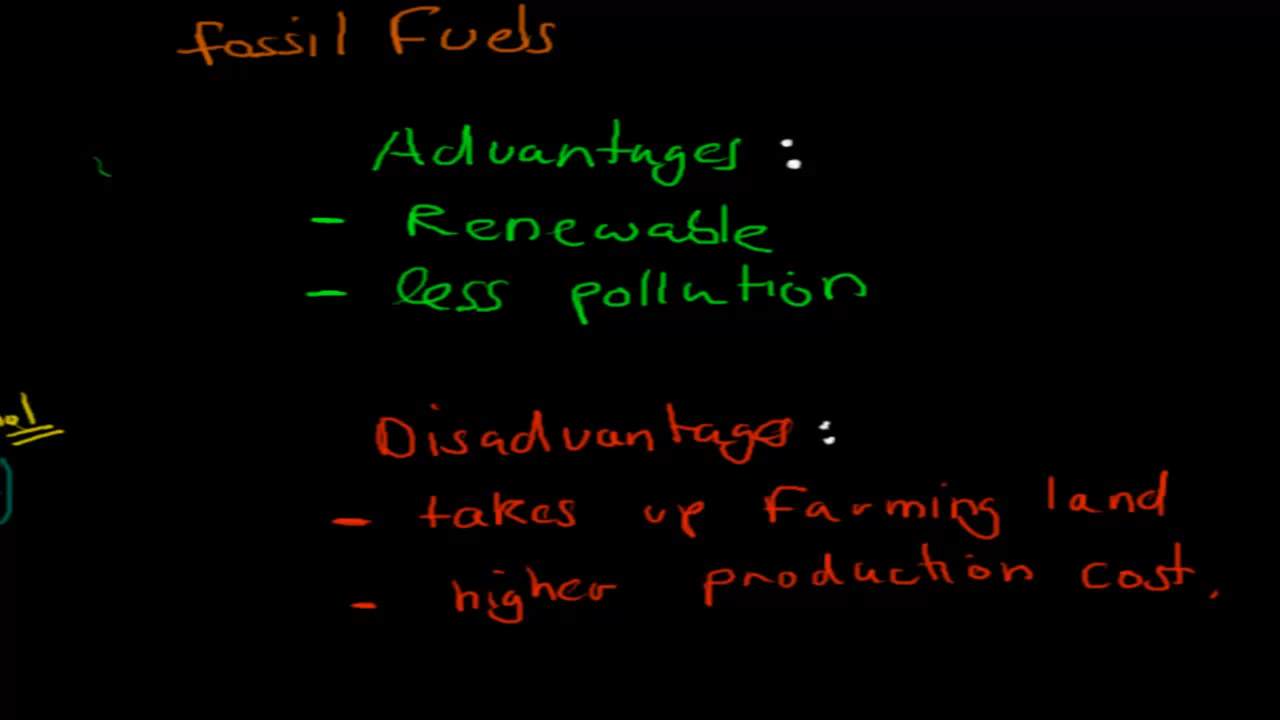 fossil Fuels
Advantages :
- Renewable
- less pollution
Disadvantages :
- takes up farming land
- higher production cost.